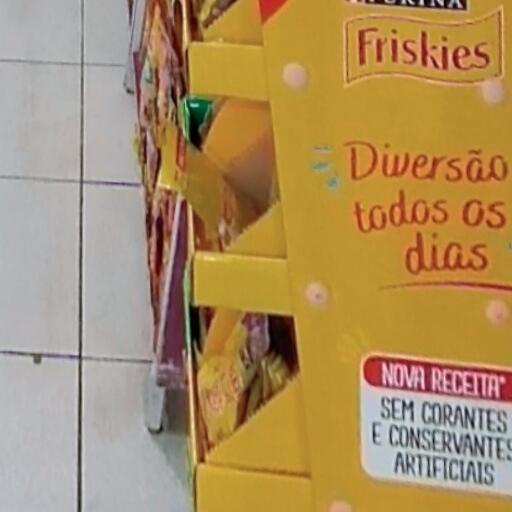 PURINA
Friskies
Diversão
todos os
dias
NOVA RECEITA*
SEM CORANTES
E CONSERVANTES
ARTIFICIAIS